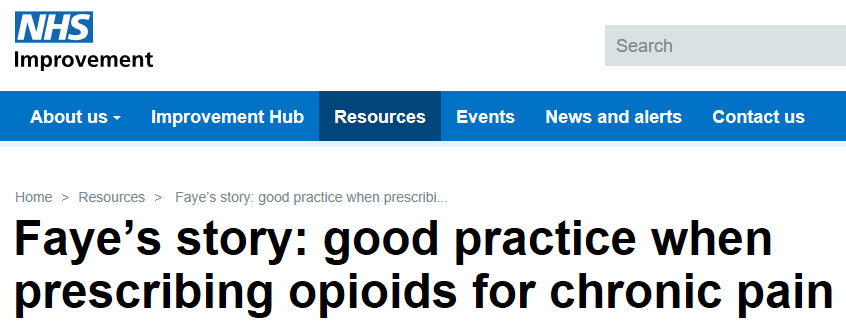 NHS
Improvement
Search
About us
Improvement Hub
Resources
Events
News and alerts
Contact us
Home > Resources > Faye’s story: good practice when prescribi...
Faye’s story: good practice when
prescribing opioids for chronic pain